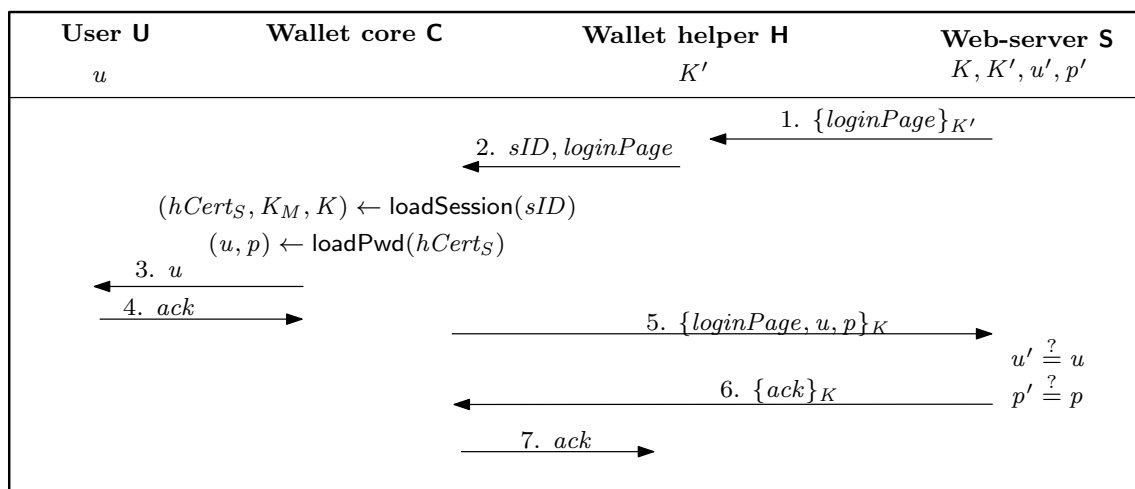 User U Wallet core C Wallet helper H Web-server S
u K′ K, K′, u′, p′
1. {loginPage}K′
2. sID, loginPage
(hCertS, KM, K) ← loadSession(sID)
(u, p) ← loadPwd(hCertS)
3. u
4. ack
5. {loginPage, u, p}K
u′ ≟ u
6. {ack}K
p′ ≟ p
7. ack